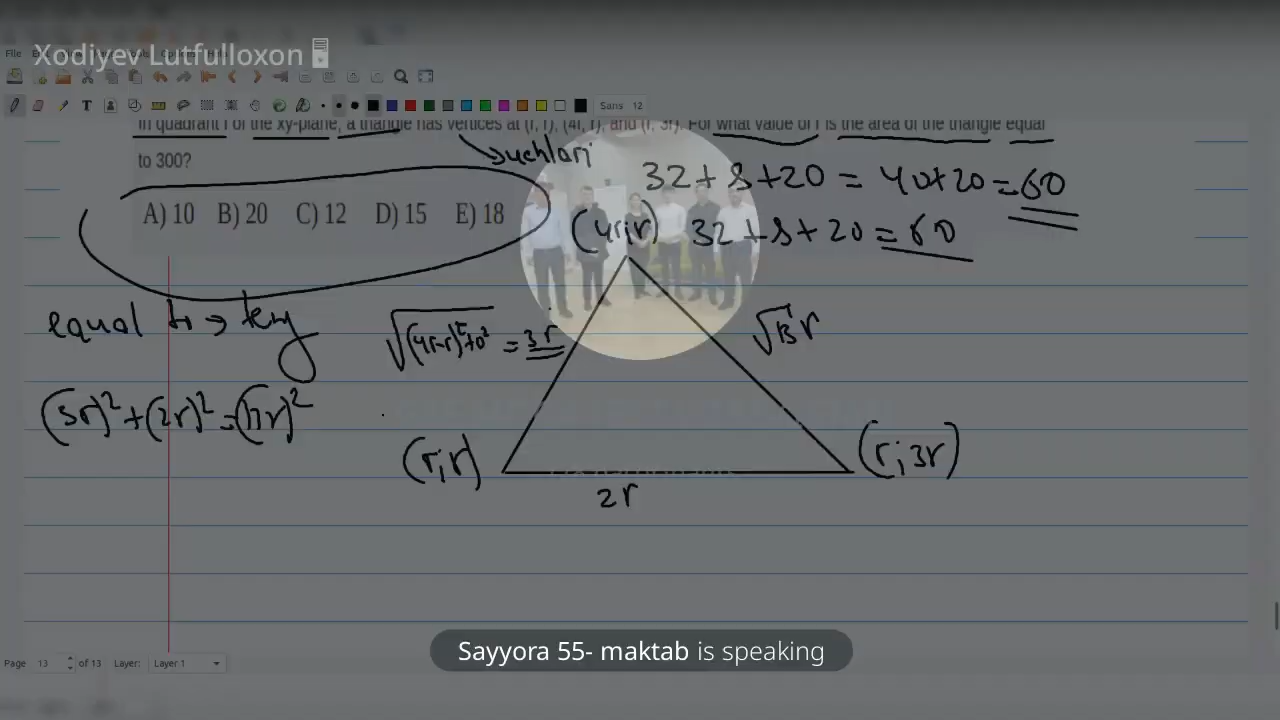 Xodiyev Lutfulloxon
Sans 12
In quadrant I of the xy-plane, a triangle has vertices at (r, r), (4r, r), and (r, 3r). For what value of r is the area of the triangle equal
to 300?
uchlari
32 + 8 + 20 = 40 + 20 = 60
A) 10 B) 20 C) 12 D) 15 E) 18
(4r; r)
32 + 8 + 20 = 60
equal to → teng
√(4r-r)²+0² = 3r
√13 r
(3r)² + (2r)² =
(r; r)
(r; 3r)
2r
Sayyora 55- maktab is speaking
Page 13 of 13 Layer: Layer 1